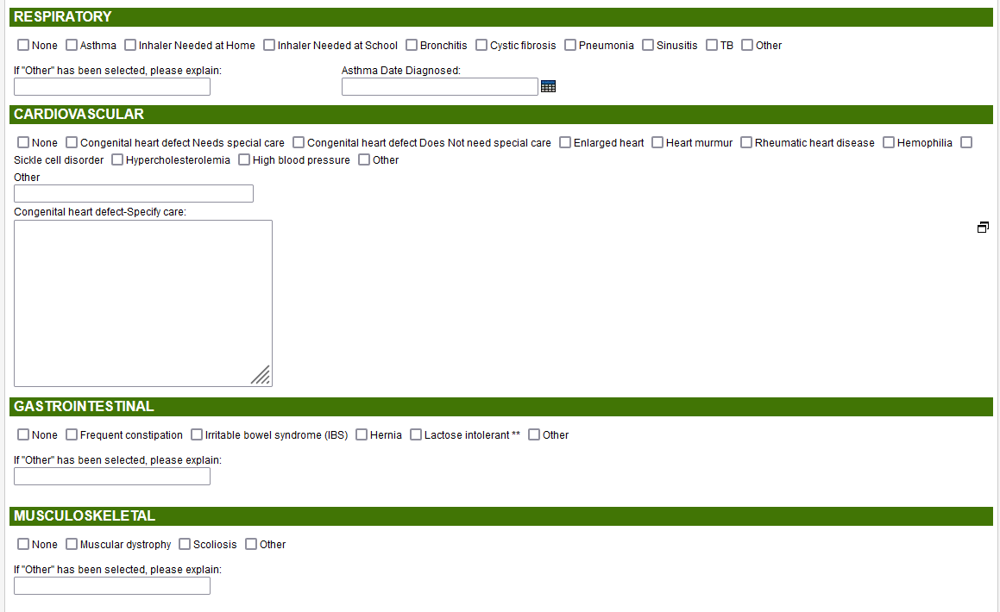 RESPIRATORY
None Asthma Inhaler Needed at Home Inhaler Needed at School Bronchitis Cystic fibrosis Pneumonia Sinusitis TB Other
If "Other" has been selected, please explain: Asthma Date Diagnosed:
CARDIOVASCULAR
None Congenital heart defect Needs special care Congenital heart defect Does Not need special care Enlarged heart Heart murmur Rheumatic heart disease Hemophilia
Sickle cell disorder Hypercholesterolemia High blood pressure Other
Other
Congenital heart defect-Specify care:
GASTROINTESTINAL
None Frequent constipation Irritable bowel syndrome (IBS) Hernia Lactose intolerant ** Other
If "Other" has been selected, please explain:
MUSCULOSKELETAL
None Muscular dystrophy Scoliosis Other
If "Other" has been selected, please explain: